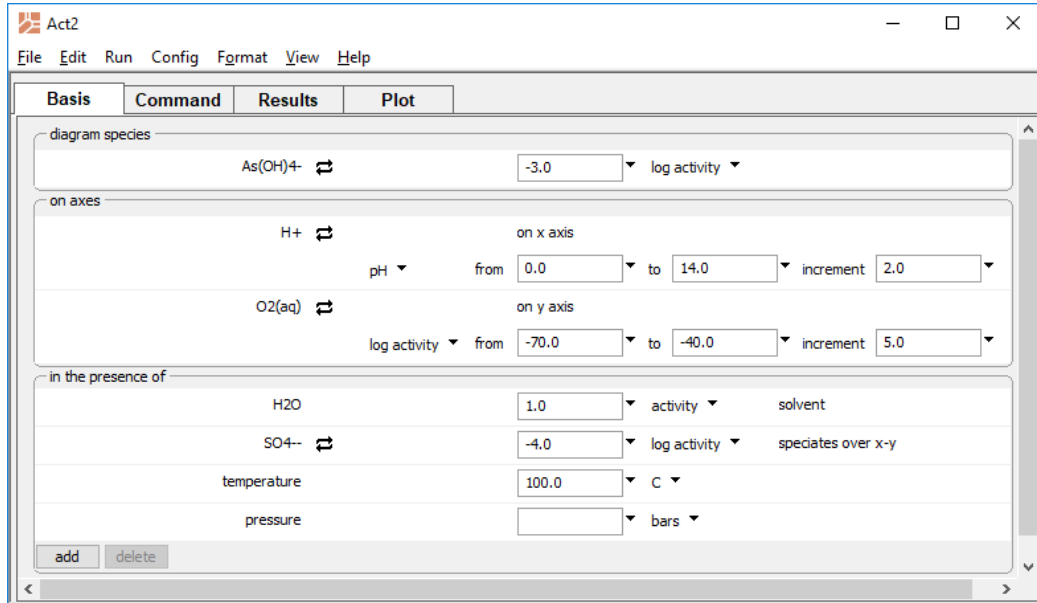 Act2
File Edit Run Config Format View Help
Basis Command Results Plot
diagram species
As(OH)4- -3.0 log activity
on axes
H+ on x axis
pH from 0.0 to 14.0 increment 2.0
O2(aq) on y axis
log activity from -70.0 to -40.0 increment 5.0
in the presence of
H2O 1.0 activity solvent
SO4-- -4.0 log activity speciates over x-y
temperature 100.0 C
pressure bars
add delete